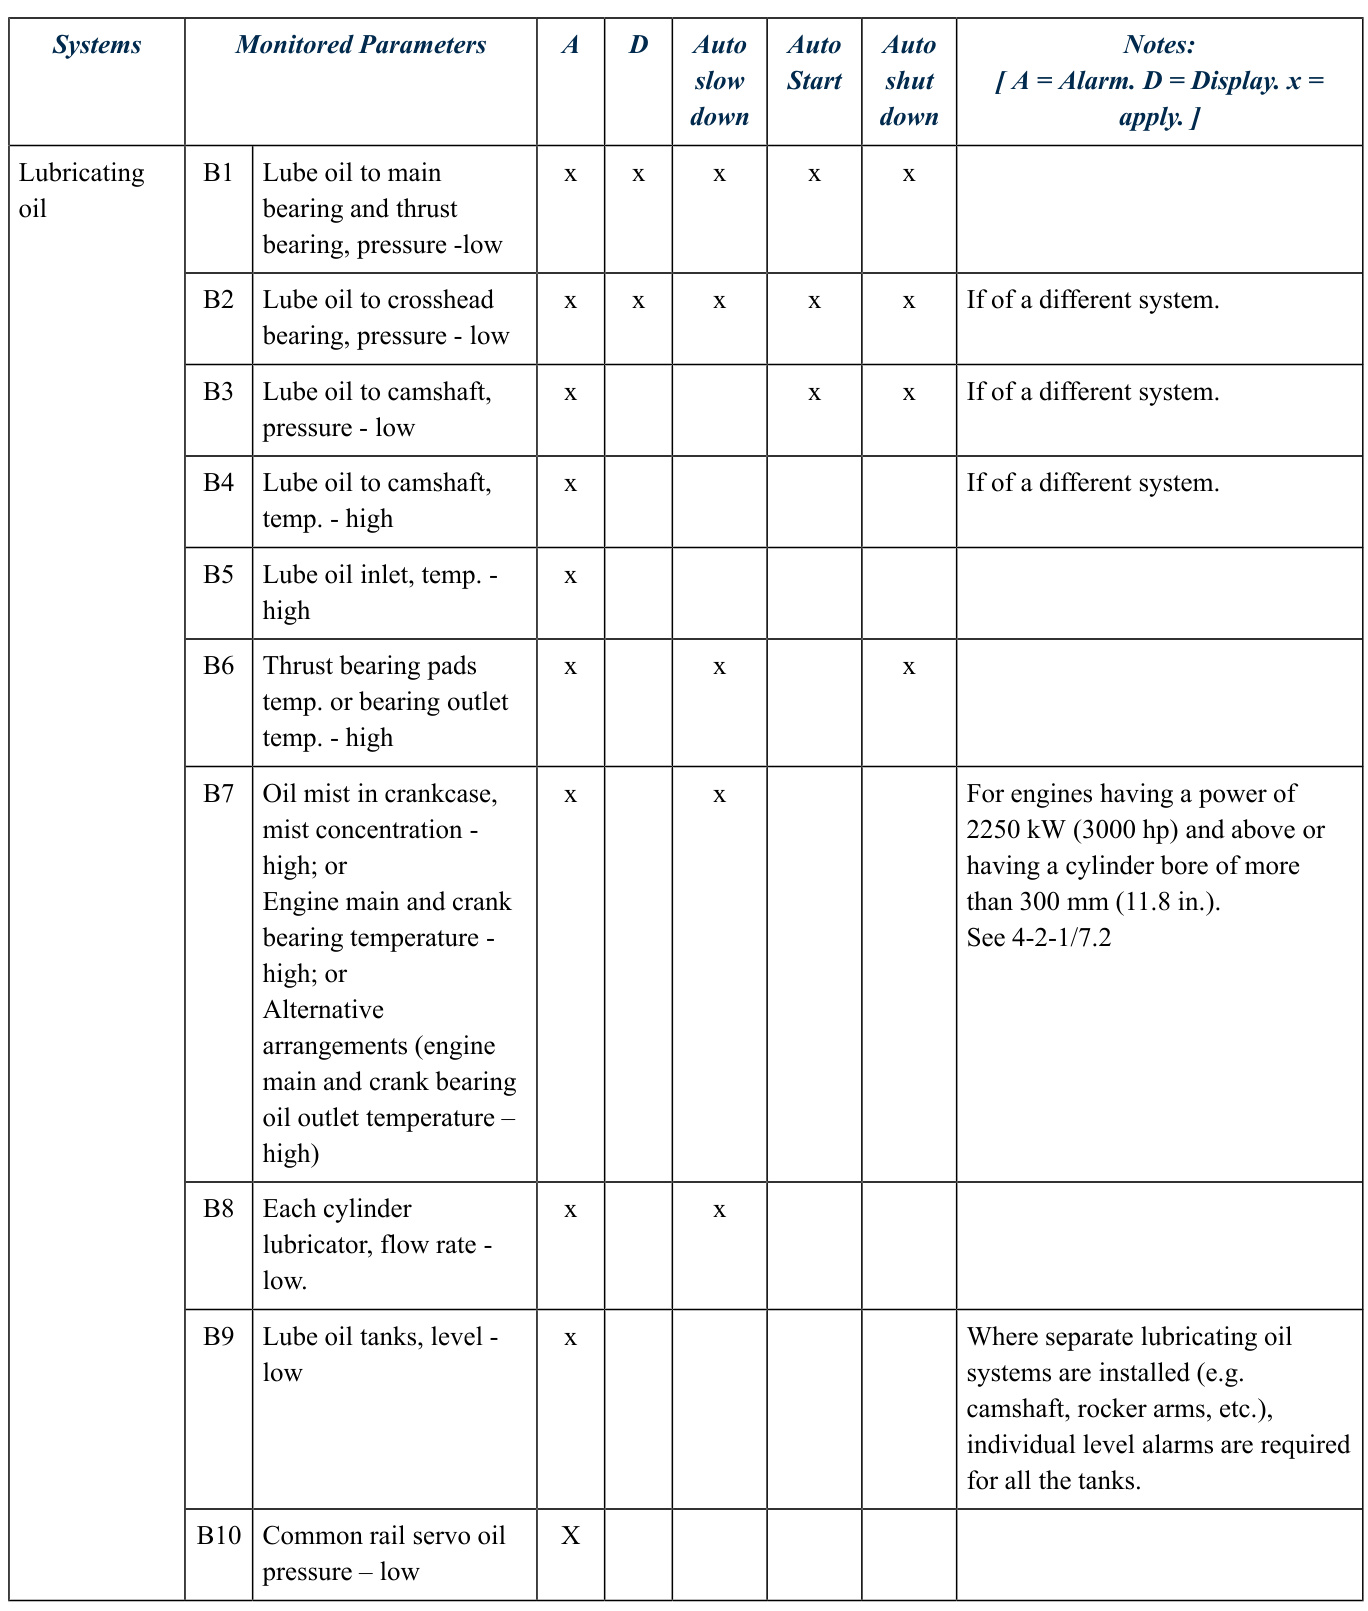 Systems Monitored Parameters A D Auto Auto Auto Notes:
slow Start shut [ A = Alarm. D = Display. x =
down down apply. ]
Lubricating B1 Lube oil to main x x x x x
oil bearing and thrust
bearing, pressure -low
B2 Lube oil to crosshead x x x x x If of a different system.
bearing, pressure - low
B3 Lube oil to camshaft, x x x If of a different system.
pressure - low
B4 Lube oil to camshaft, x If of a different system.
temp. - high
B5 Lube oil inlet, temp. - x
high
B6 Thrust bearing pads x x x
temp. or bearing outlet
temp. - high
B7 Oil mist in crankcase, x x For engines having a power of
mist concentration - 2250 kW (3000 hp) and above or
high; or having a cylinder bore of more
Engine main and crank than 300 mm (11.8 in.).
bearing temperature - See 4-2-1/7.2
high; or
Alternative
arrangements (engine
main and crank bearing
oil outlet temperature –
high)
B8 Each cylinder x x
lubricator, flow rate -
low.
B9 Lube oil tanks, level - x Where separate lubricating oil
low systems are installed (e.g.
camshaft, rocker arms, etc.),
individual level alarms are required
for all the tanks.
B10 Common rail servo oil X
pressure – low